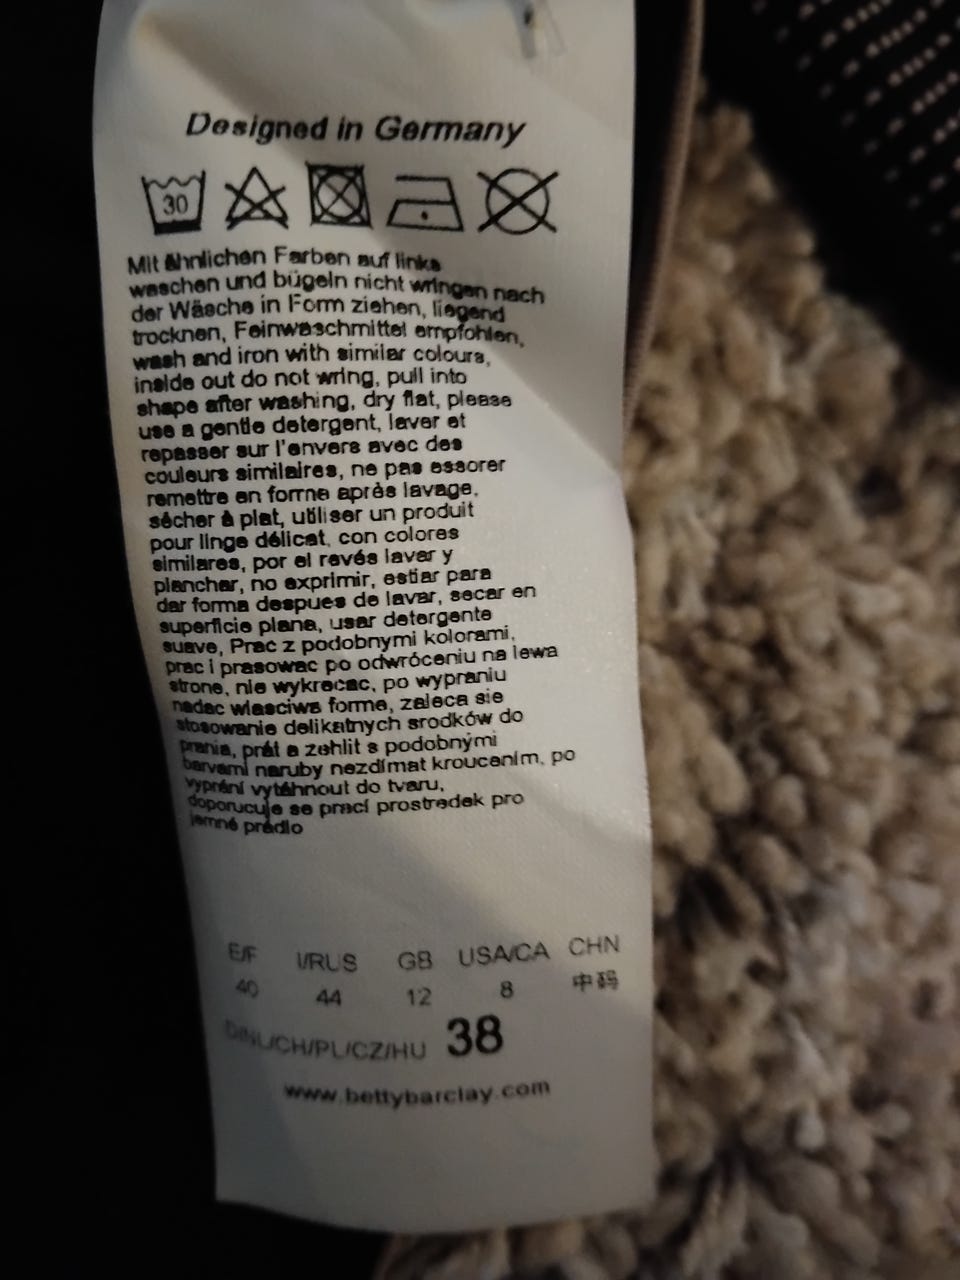 Designed in Germany
30
Mit ähnlichen Farben auf links
waschen und bügeln nicht wringen nach
der Wäsche in Form ziehen, liegend
trocknen, Feinwaschmittel empfohlen,
wash and iron with similar colours,
inside out do not wring, pull into
shape after washing, dry flat, please
use a gentle detergent, laver et
repasser sur l'envers avec des
couleurs similaires, ne pas essorer
remettre en forme après lavage,
sécher à plat, utiliser un produit
pour linge délicat, con colores
similares, por el revés lavar y
planchar, no exprimir, estiar para
dar forma despues de lavar, secar en
superficie plana, usar detergente
suave, Prac z podobnymi kolorami,
prac i prasowac po odwróceniu na lewa
strone, nie wykrecac, po wypraniu
nadac wlasciwa forme, zaleca sie
stosowanie delikatnych srodków do
prania, prát a zehlit s podobnými
barvami naruby nezdímat kroucením, po
vyprání vytáhnout do tvaru,
doporucuje se prací prostredek pro
jemné prádlo
E/F I/RUS GB USA/CA CHN
40 44 12 8 中码
D/NL/CH/PL/CZ/HU 38
www.bettybarclay.com